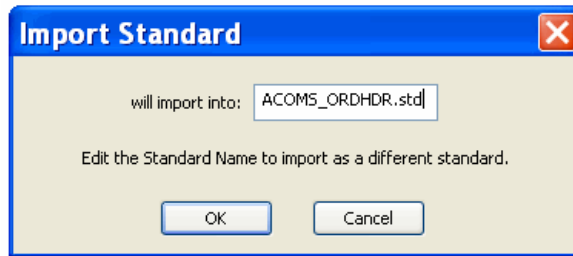 Import Standard
will import into: ACOMS_ORDHDR.std
Edit the Standard Name to import as a different standard.
OK Cancel